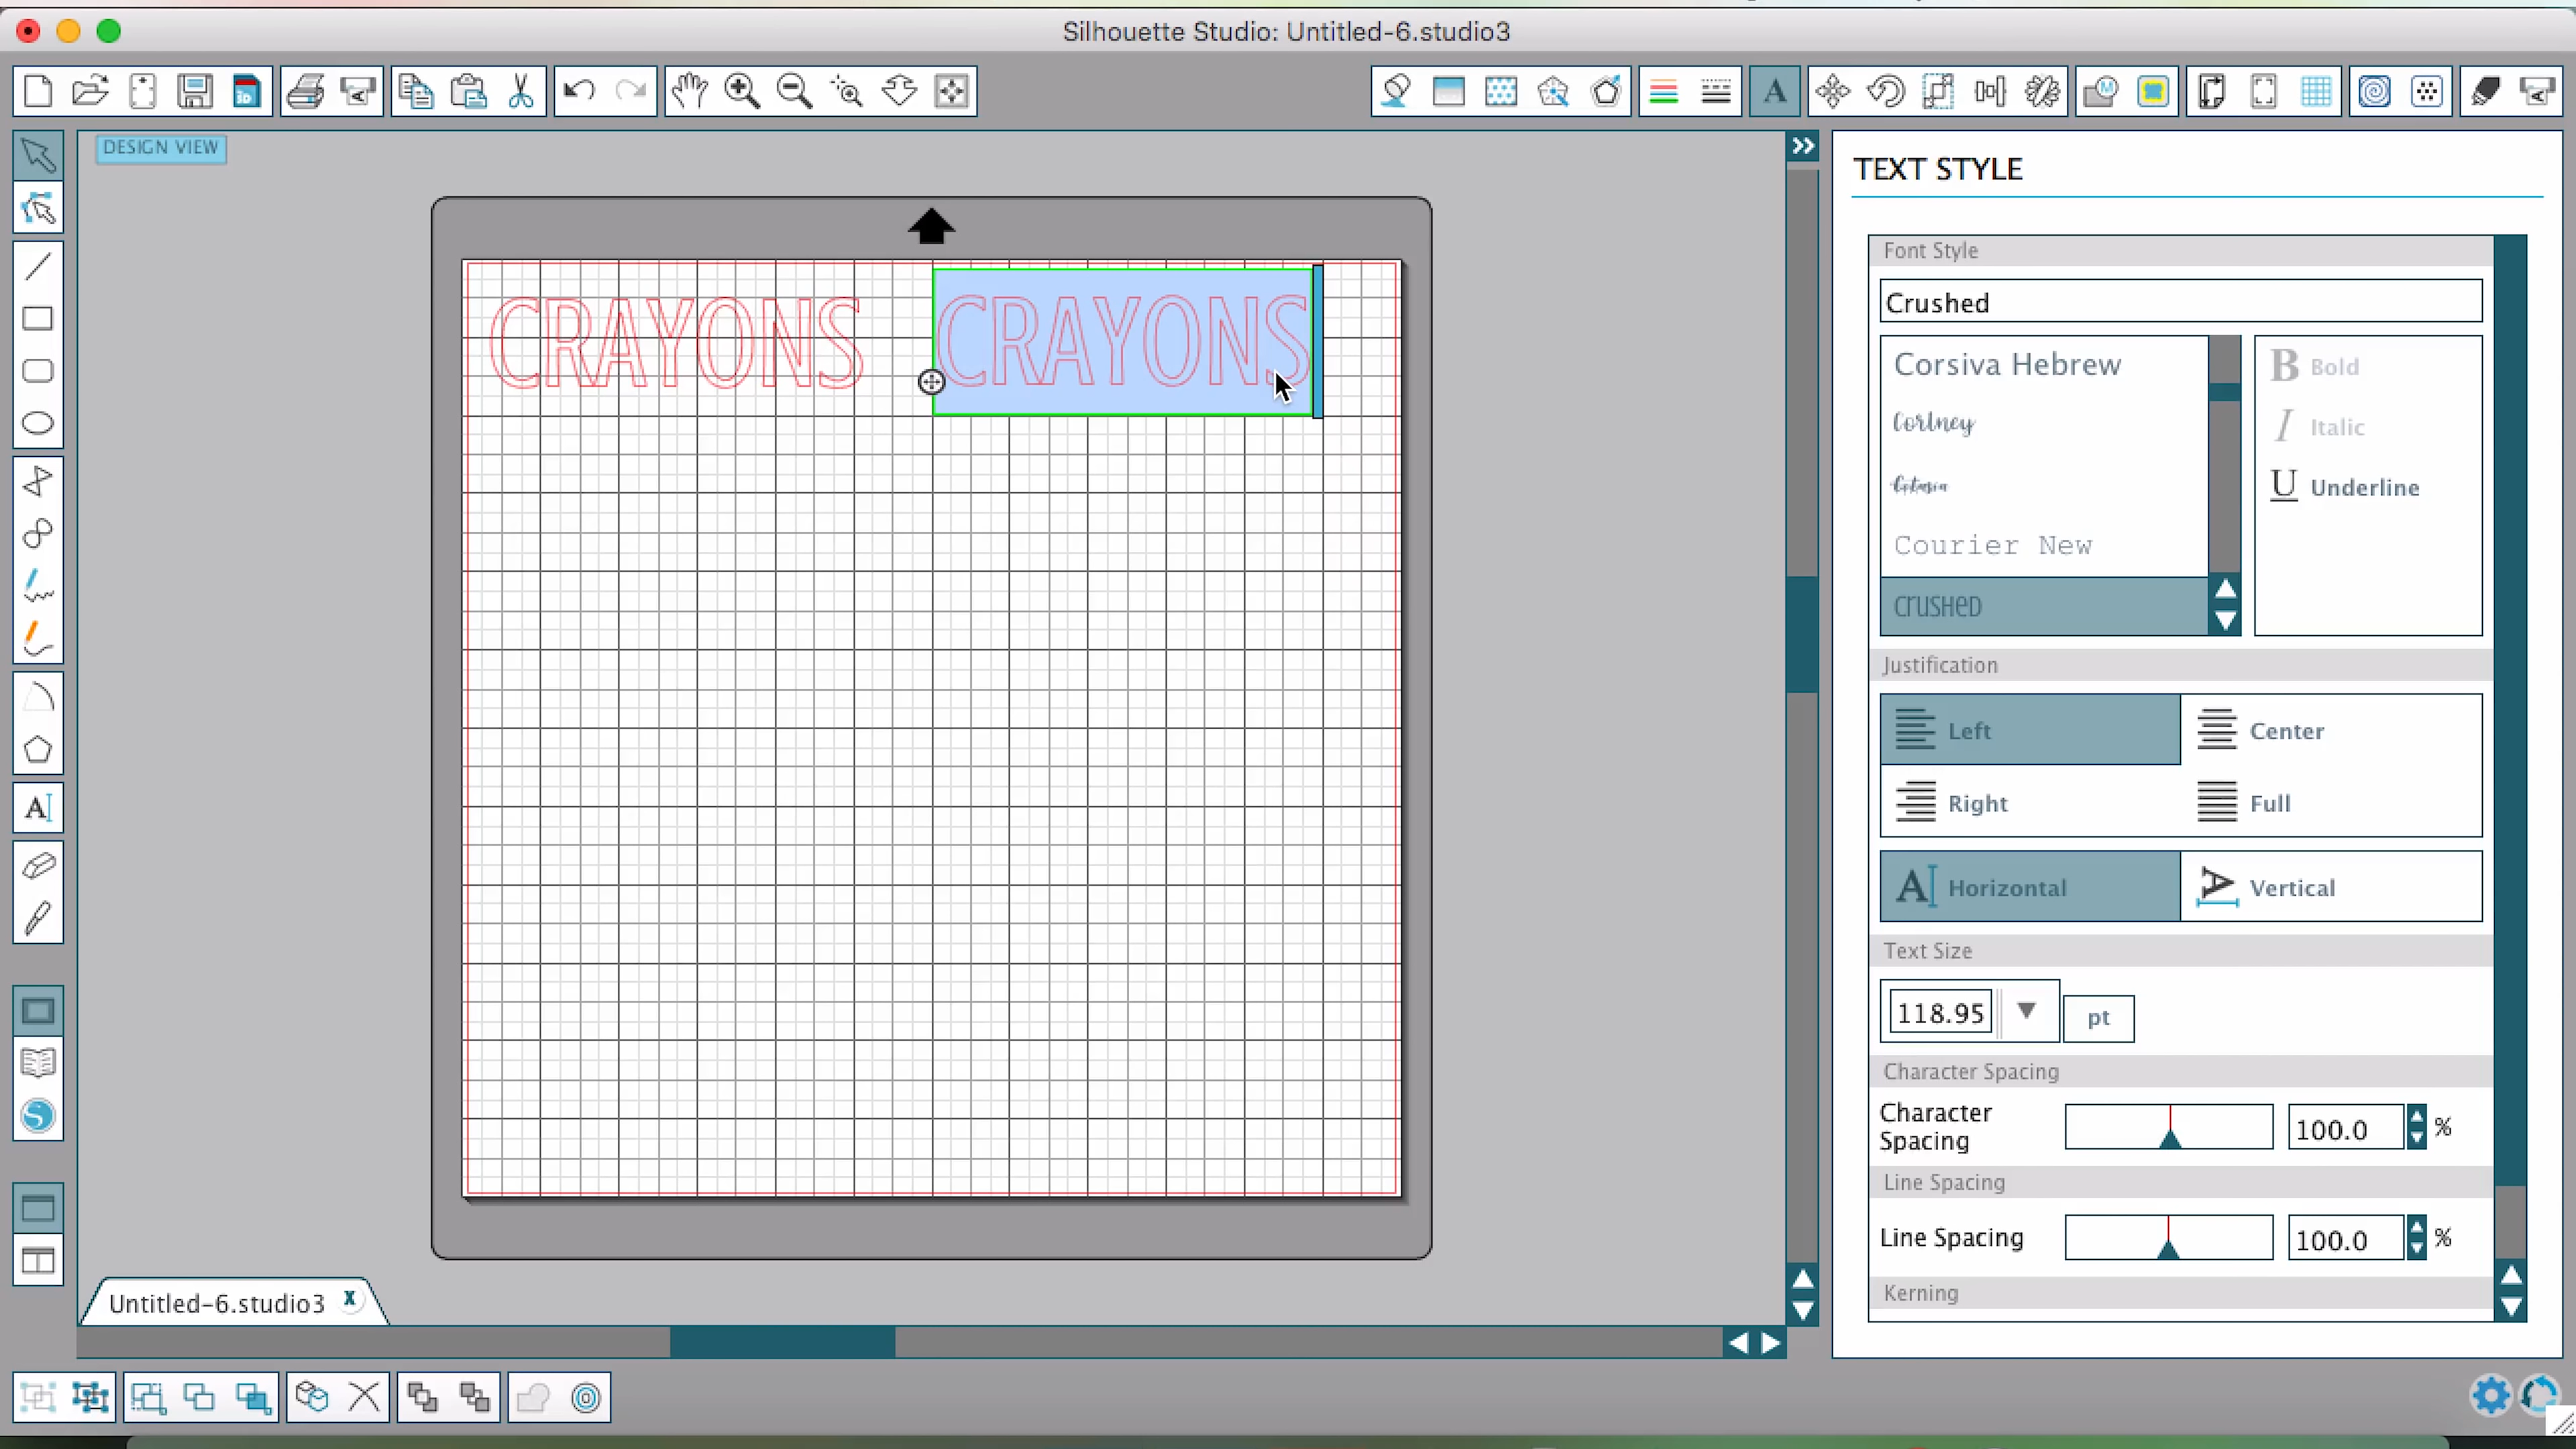 Silhouette Studio: Untitled-6.studio3
DESIGN VIEW
CRAYONS CRAYONS
Untitled-6.studio3 X
TEXT STYLE
Font Style
Crushed
Corsiva Hebrew
Cortney
Courier New
CRUSHED
B Bold
I Italic
U Underline
Justification
Left
Center
Right
Full
Horizontal
Vertical
Text Size
118.95
pt
Character Spacing
Character Spacing
100.0 %
Line Spacing
Line Spacing
100.0 %
Kerning